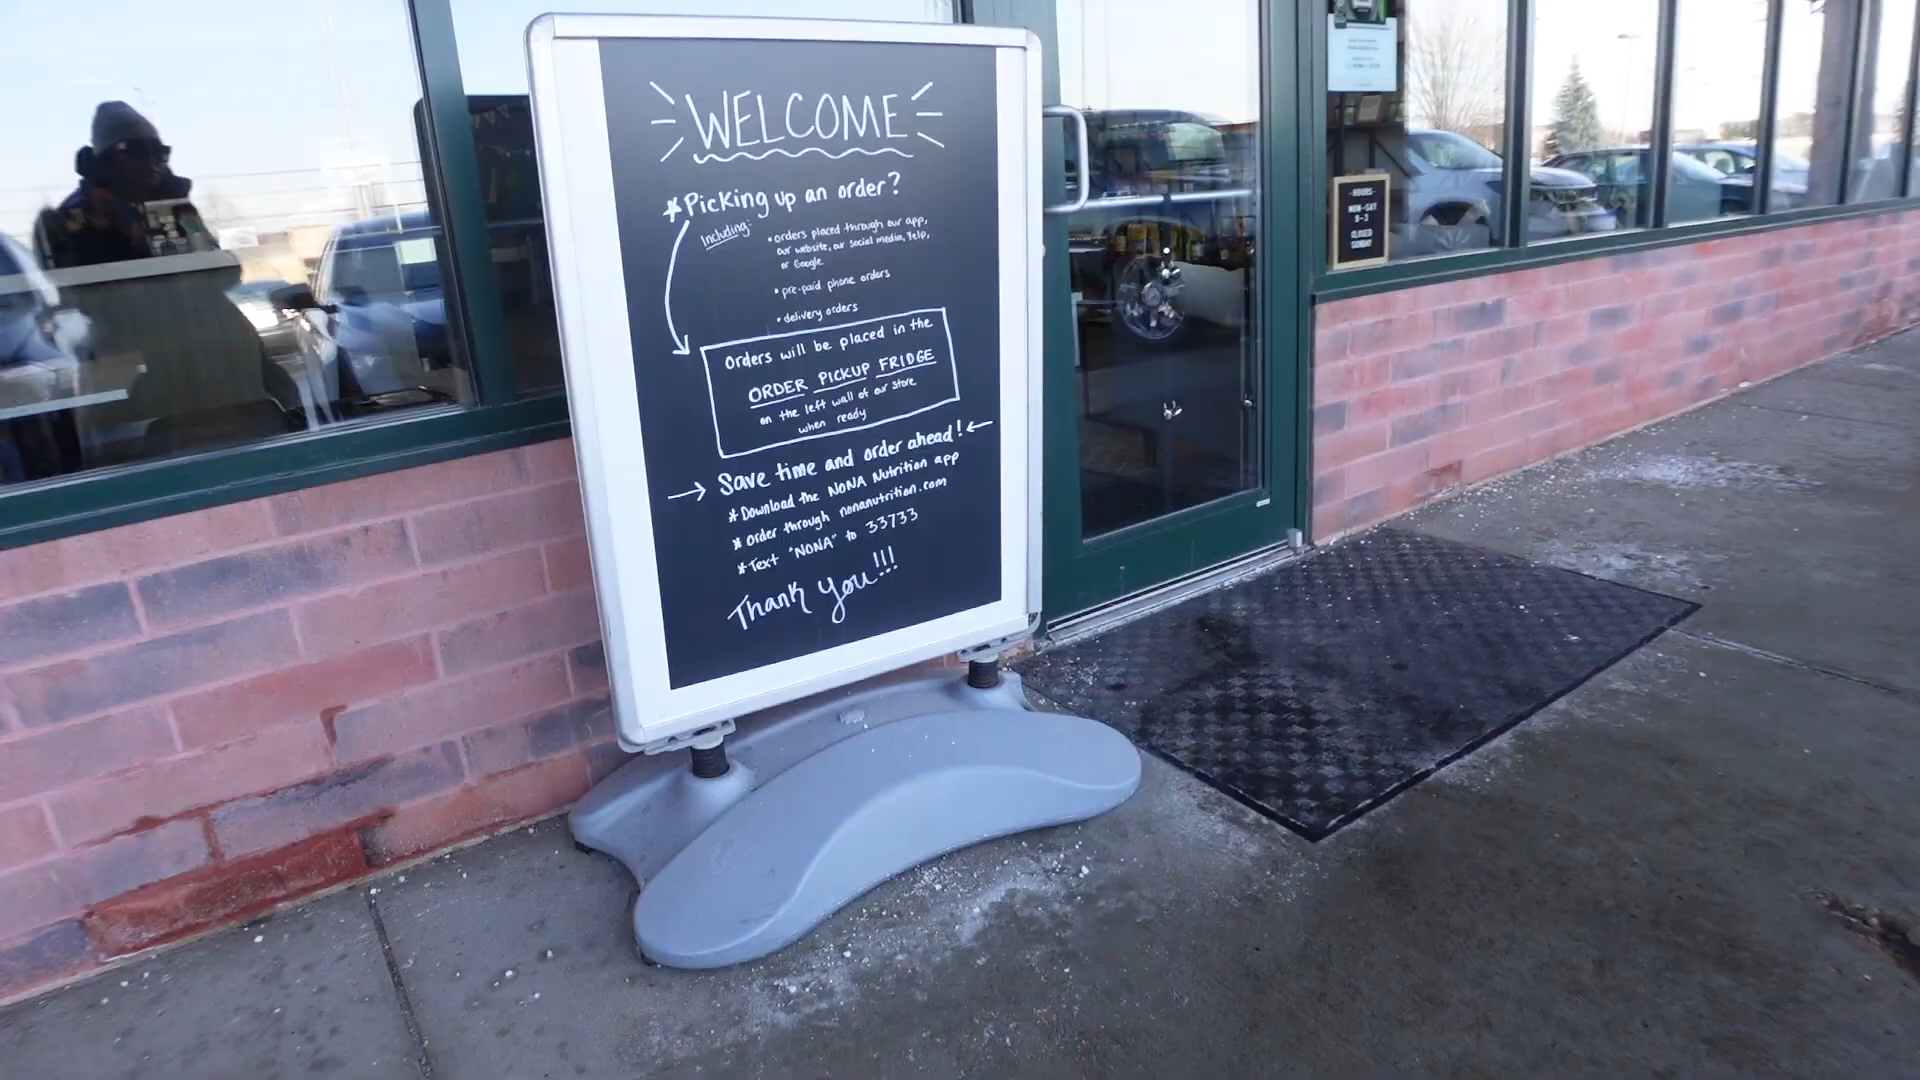 WELCOME
*Picking up an order?
Including:
• orders placed through our app,
our website, our social media, Yelp,
or Google.
• pre-paid phone orders
• delivery orders
Orders will be placed in the
ORDER PICKUP FRIDGE
on the left wall of our store
when ready
→ Save time and order ahead! ←
* Download the NONA Nutrition app
* Order through nonanutrition.com
* Text "NONA" to 33733
Thank You!!!
-HOURS-
MON-SAT
8-3
CLOSED
SUNDAY